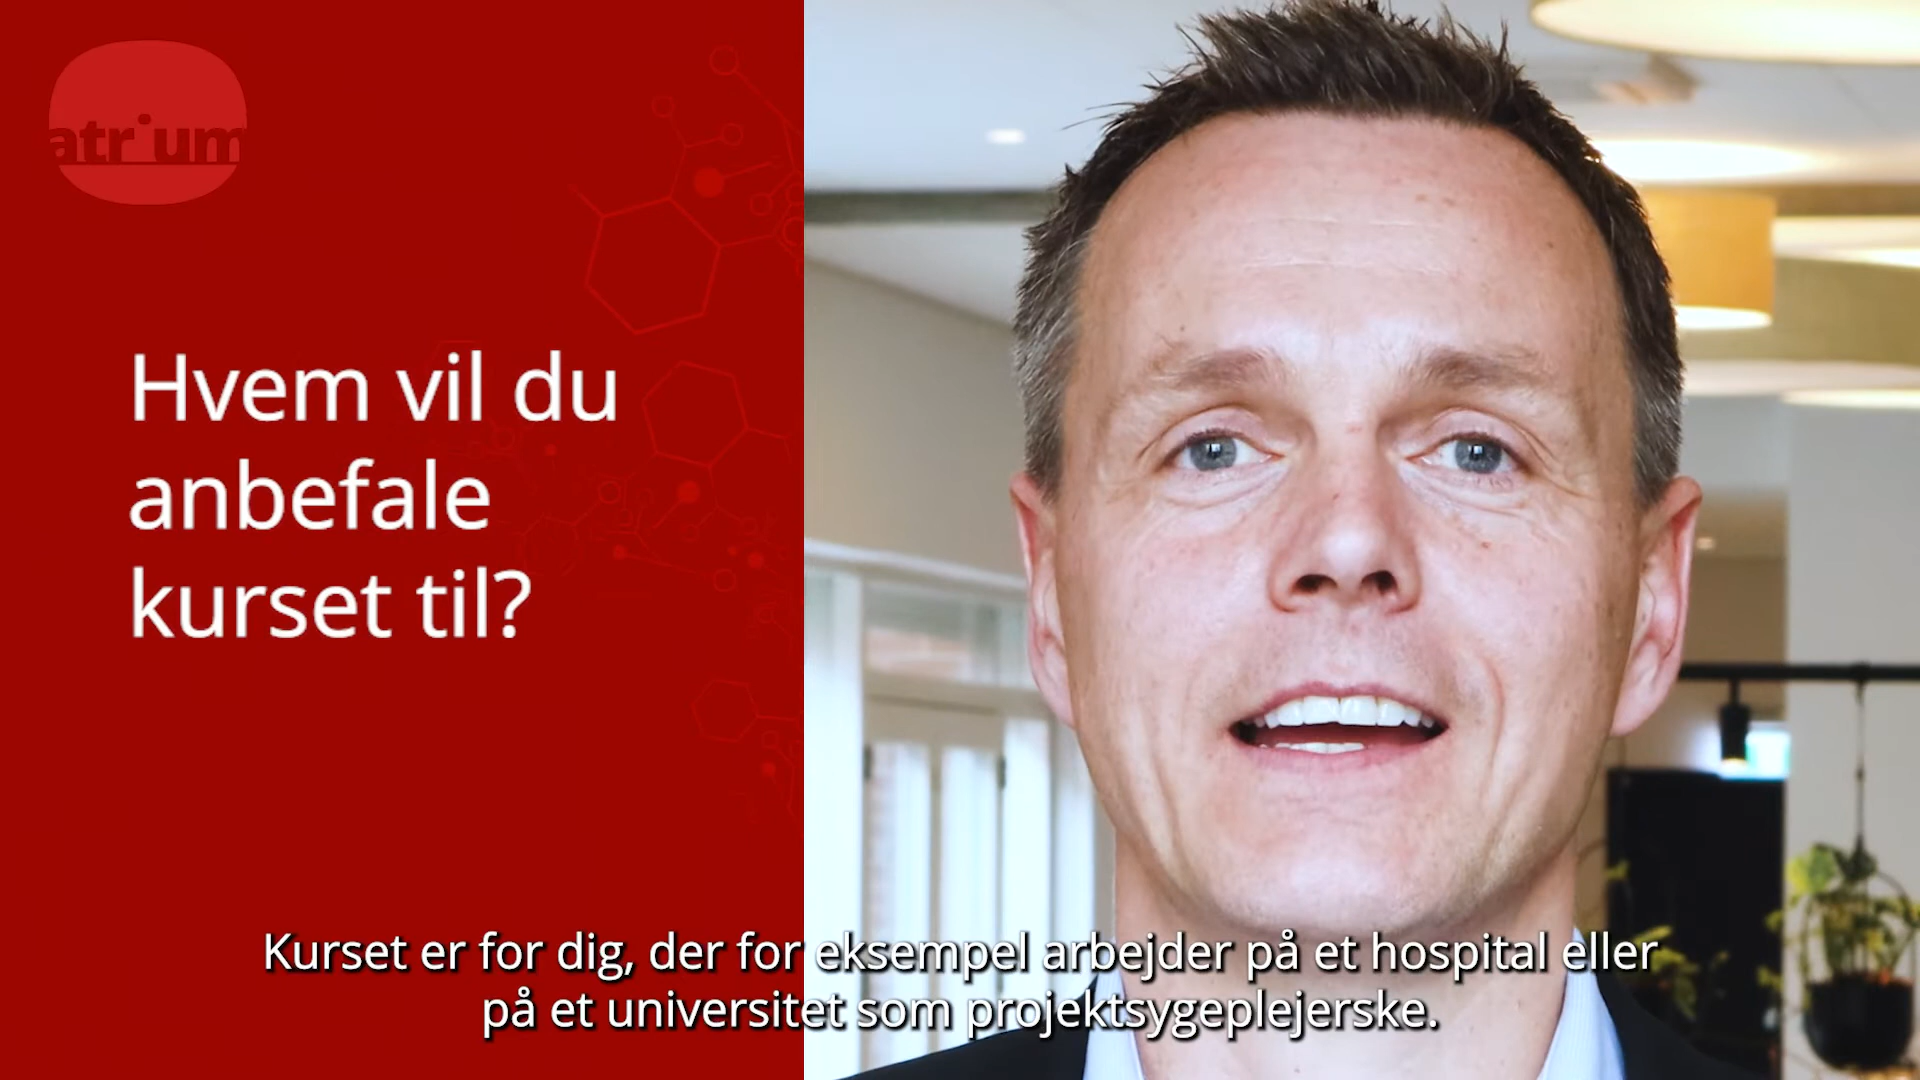 atrium
Hvem vil du
anbefale
kurset til?
Kurset er for dig, der for eksempel arbejder på et hospital eller
på et universitet som projektsygeplejerske.